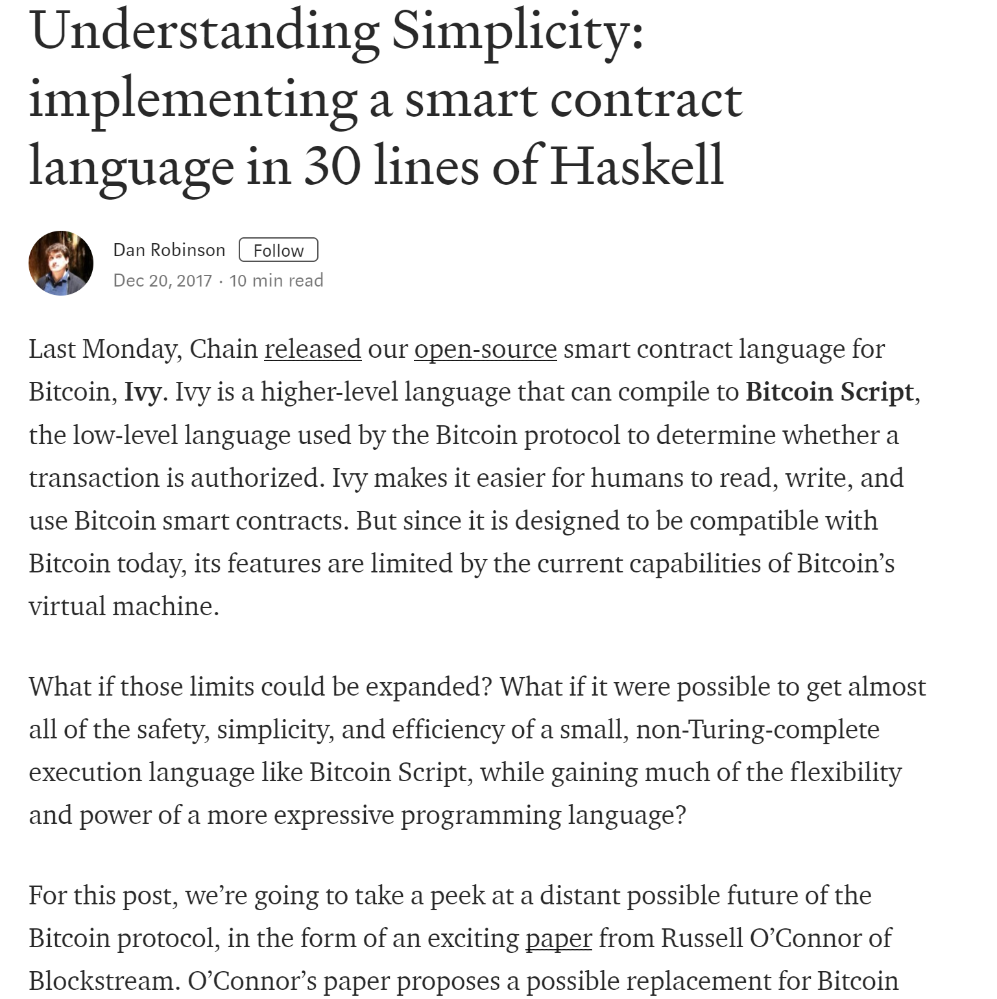 Understanding Simplicity:
implementing a smart contract
language in 30 lines of Haskell
Dan Robinson Follow
Dec 20, 2017 · 10 min read
Last Monday, Chain released our open-source smart contract language for
Bitcoin, Ivy. Ivy is a higher-level language that can compile to Bitcoin Script,
the low-level language used by the Bitcoin protocol to determine whether a
transaction is authorized. Ivy makes it easier for humans to read, write, and
use Bitcoin smart contracts. But since it is designed to be compatible with
Bitcoin today, its features are limited by the current capabilities of Bitcoin’s
virtual machine.
What if those limits could be expanded? What if it were possible to get almost
all of the safety, simplicity, and efficiency of a small, non-Turing-complete
execution language like Bitcoin Script, while gaining much of the flexibility
and power of a more expressive programming language?
For this post, we’re going to take a peek at a distant possible future of the
Bitcoin protocol, in the form of an exciting paper from Russell O’Connor of
Blockstream. O’Connor’s paper proposes a possible replacement for Bitcoin